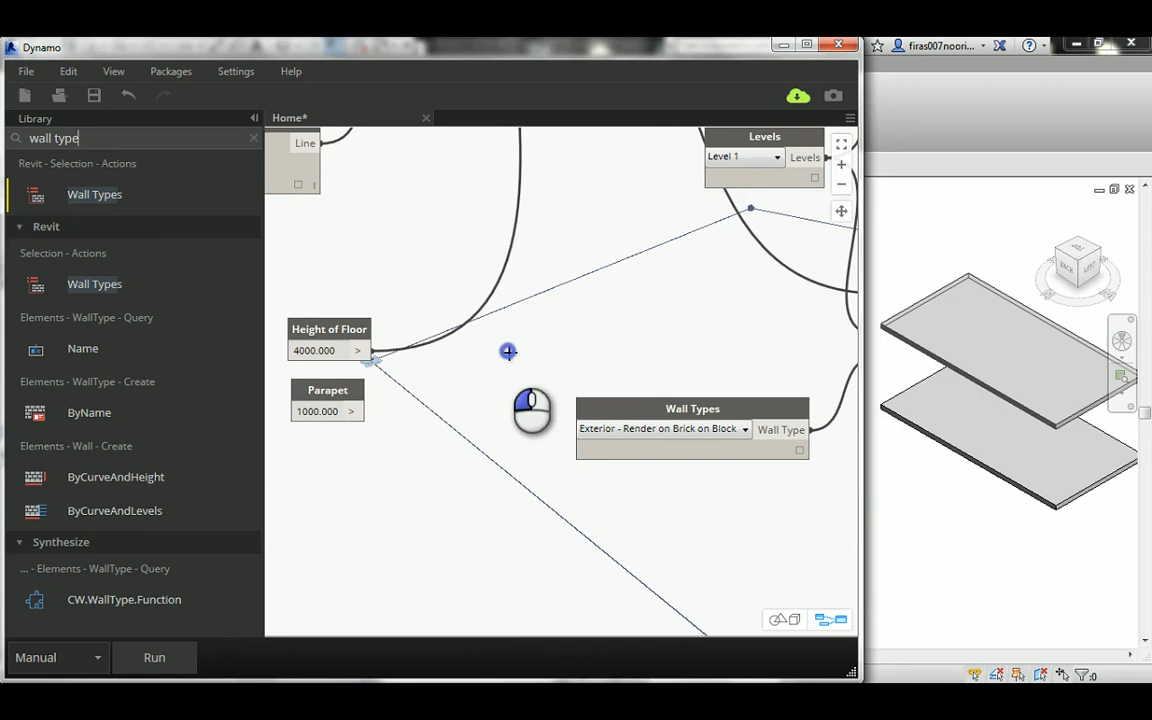 Dynamo
firas007noori...
File Edit View Packages Settings Help
Library
Home*
wall type
Revit - Selection - Actions
Wall Types
Revit
Selection - Actions
Wall Types
Elements - WallType - Query
Name
Elements - WallType - Create
ByName
Elements - Wall - Create
ByCurveAndHeight
ByCurveAndLevels
Synthesize
... - Elements - WallType - Query
CW.WallType.Function
Line
Levels
Level 1 Levels
Height of Floor
4000.000 >
Parapet
1000.000 >
Wall Types
Exterior - Render on Brick on Block Wall Type
BACK LEFT
Manual Run
:0